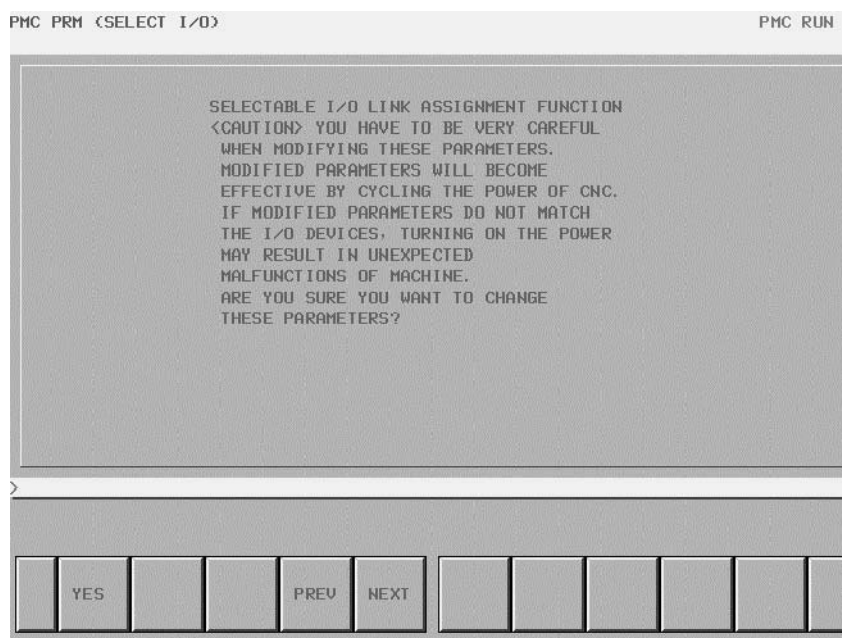 PMC PRM (SELECT I/O) PMC RUN
SELECTABLE I/O LINK ASSIGNMENT FUNCTION
<CAUTION> YOU HAVE TO BE VERY CAREFUL
WHEN MODIFYING THESE PARAMETERS.
MODIFIED PARAMETERS WILL BECOME
EFFECTIVE BY CYCLING THE POWER OF CNC.
IF MODIFIED PARAMETERS DO NOT MATCH
THE I/O DEVICES, TURNING ON THE POWER
MAY RESULT IN UNEXPECTED
MALFUNCTIONS OF MACHINE.
ARE YOU SURE YOU WANT TO CHANGE
THESE PARAMETERS?
>
YES PREV NEXT